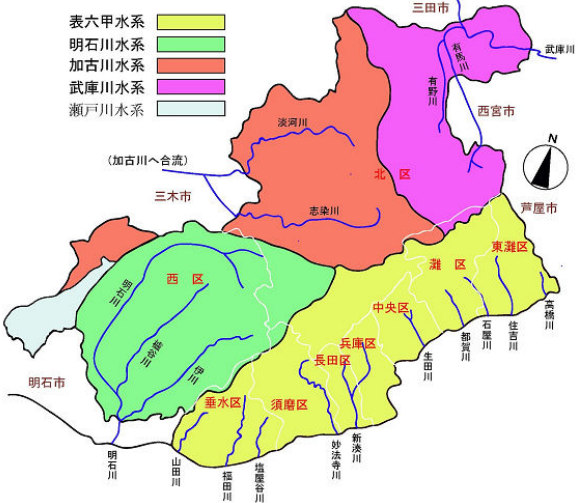 表六甲水系
明石川水系
加古川水系
武庫川水系
瀬戸川水系
三田市
有馬川
武庫川
有野川
西宮市
淡河川
N
(加古川へ合流)
北 区
三木市
志染川
芦屋市
東灘区
灘 区
西 区
明石川
中央区
高橋川
住吉川
石屋川
都賀川
兵庫区
生田川
長田区
櫨谷川
伊川
明石市
垂水区
須磨区
新湊川
妙法寺川
明石川
山田川
福田川
塩屋谷川